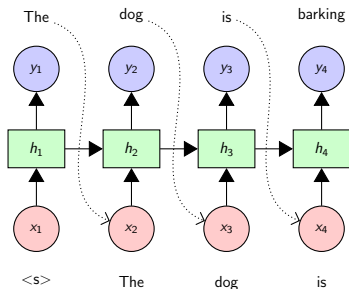 The dog is barking
y1 y2 y3 y4
h1 h2 h3 h4
x1 x2 x3 x4
<s> The dog is